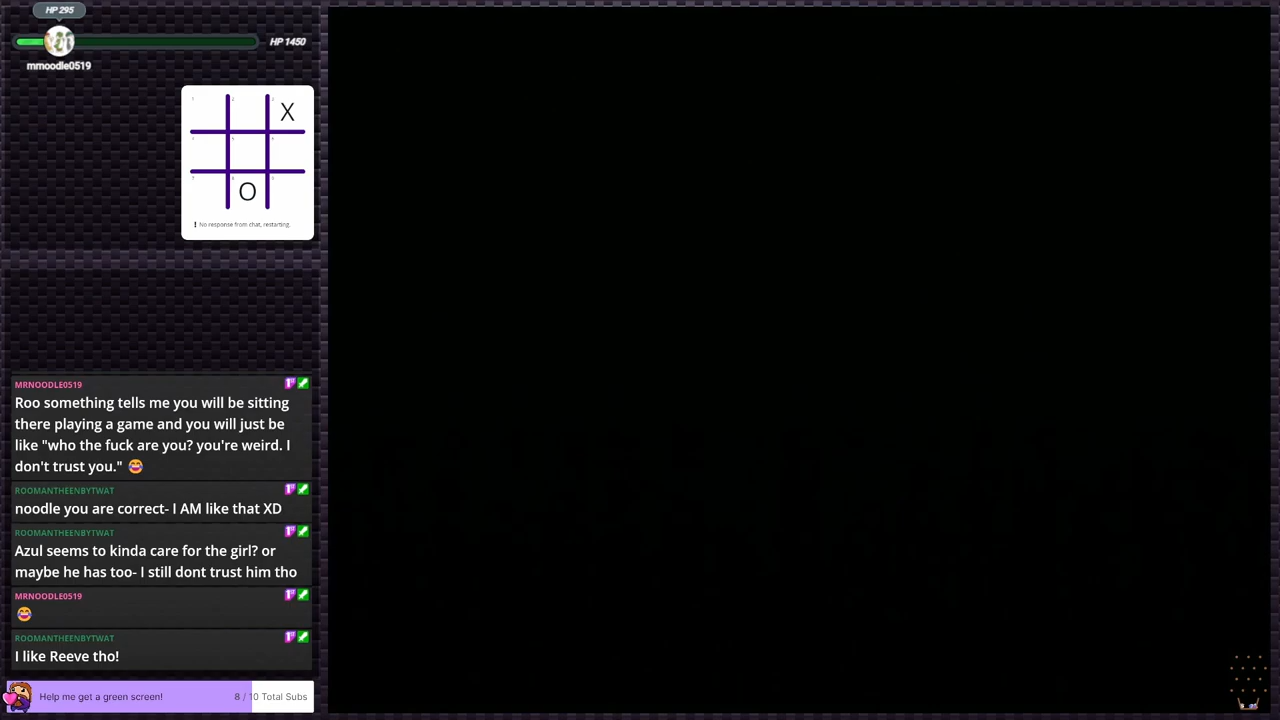 HP 295
HP 1450
mmoodle0519
X
O
! No response from chat, restarting.
MRNOODLE0519
Roo something tells me you will be sitting
there playing a game and you will just be
like "who the fuck are you? you're weird. I
don't trust you." 😂
ROOMANTHEENBYTWAT
noodle you are correct- I AM like that XD
ROOMANTHEENBYTWAT
Azul seems to kinda care for the girl? or
maybe he has too- I still dont trust him tho
MRNOODLE0519
😂
ROOMANTHEENBYTWAT
I like Reeve tho!
Help me get a green screen! 8 / 10 Total Subs